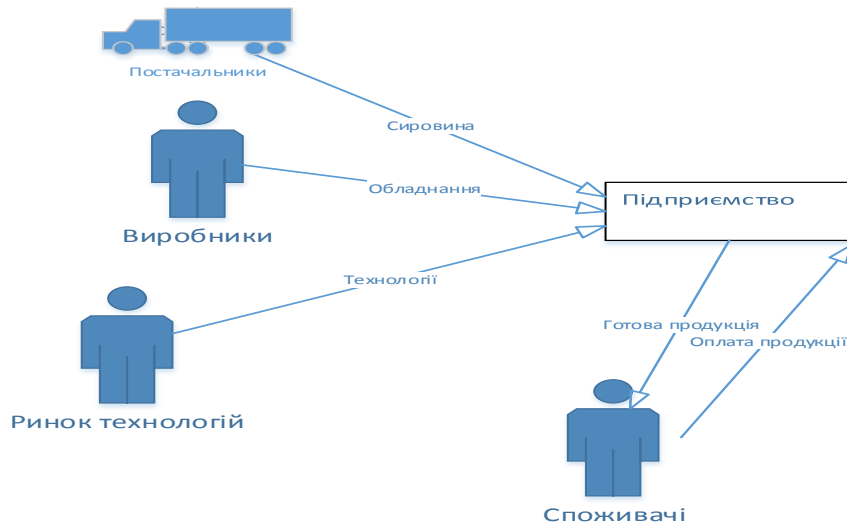 Постачальники
Сировина
Обладнання
Підприємство
Виробники
Технології
Готова продукція
Оплата продукції
Ринок технологій
Споживачі